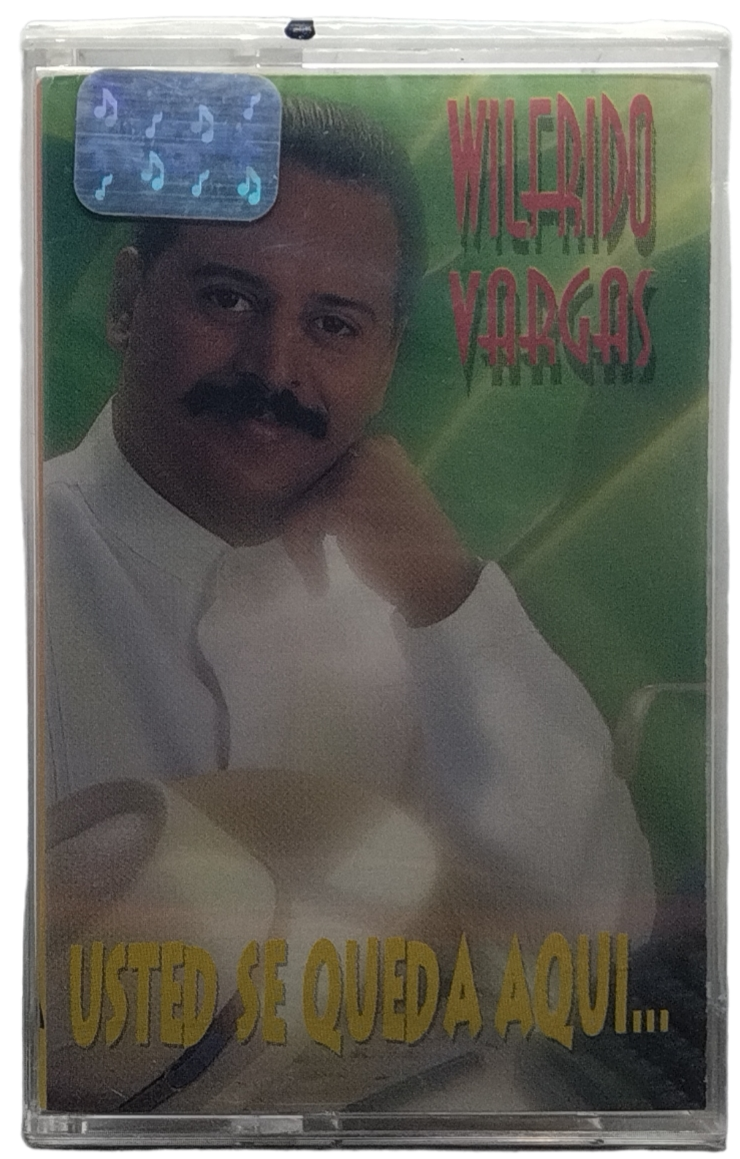 WILFRIDO
VARGAS
USTED SE QUEDA AQUI...